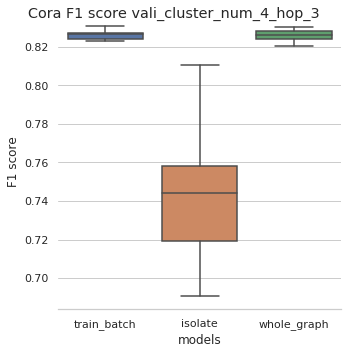 Cora F1 score vali_cluster_num_4_hop_3
0.82
0.80
0.78
0.76
0.74
0.72
0.70
F1 score
train_batch
isolate
whole_graph
models